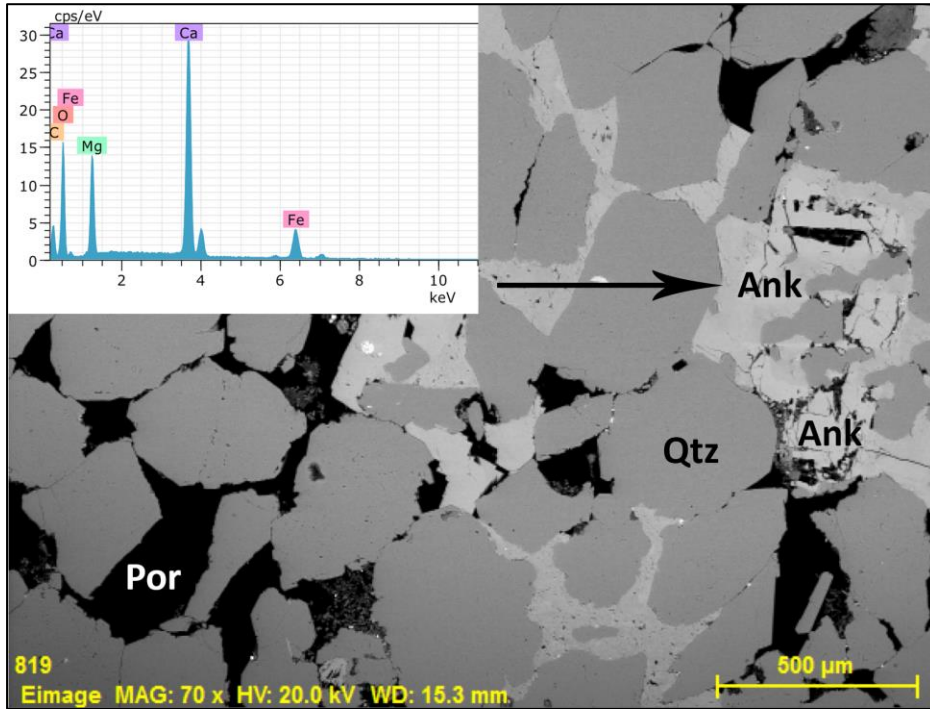 cps/eV
Ca
Ca
Fe
O
C
Mg
Fe
30
25
20
15
10
5
0
2 4 6 8 10
keV
Ank
Ank
Qtz
Por
819
Eimage MAG: 70 x HV: 20.0 kV WD: 15.3 mm
500 µm